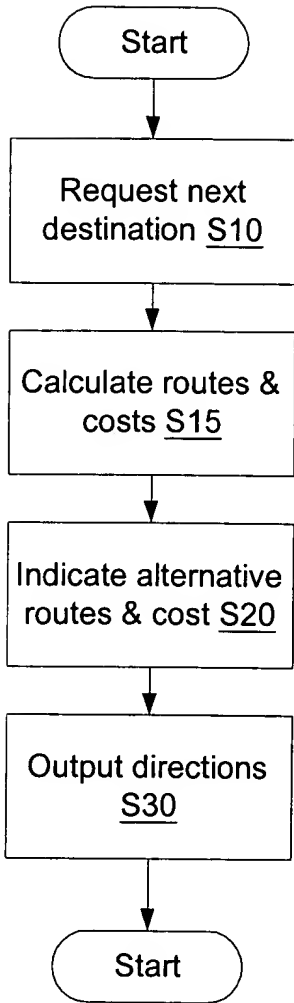 Start
Request next
destination S10
Calculate routes &
costs S15
Indicate alternative
routes & cost S20
Output directions
S30
Start